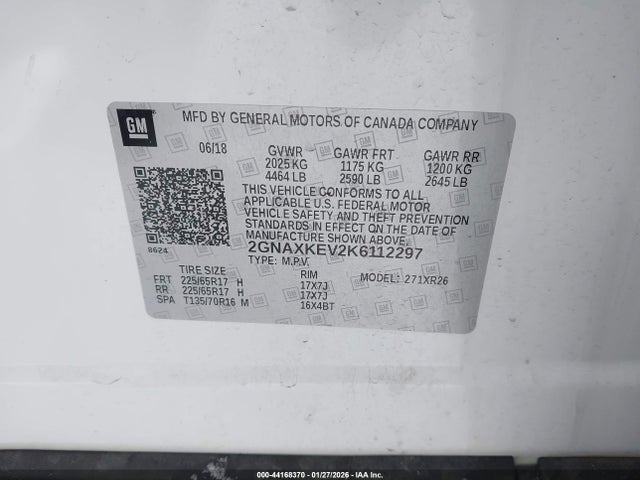 GM
MFD BY GENERAL MOTORS OF CANADA COMPANY
06/18 GVWR GAWR FRT GAWR RR
2025 KG 1175 KG 1200 KG
4464 LB 2590 LB 2645 LB
THIS VEHICLE CONFORMS TO ALL
APPLICABLE U.S. FEDERAL MOTOR
VEHICLE SAFETY AND THEFT PREVENTION
STANDARDS IN EFFECT ON THE DATE OF
MANUFACTURE SHOWN ABOVE.
8624 2GNAXKEV2K6112297
TYPE: M.P.V.
TIRE SIZE RIM MODEL: 271XR26
FRT 225/65R17 H 17X7J
RR 225/65R17 H 17X7J
SPA T135/70R16 M 16X4BT
000-44168370 | 01/27/2026 | IAA Inc.